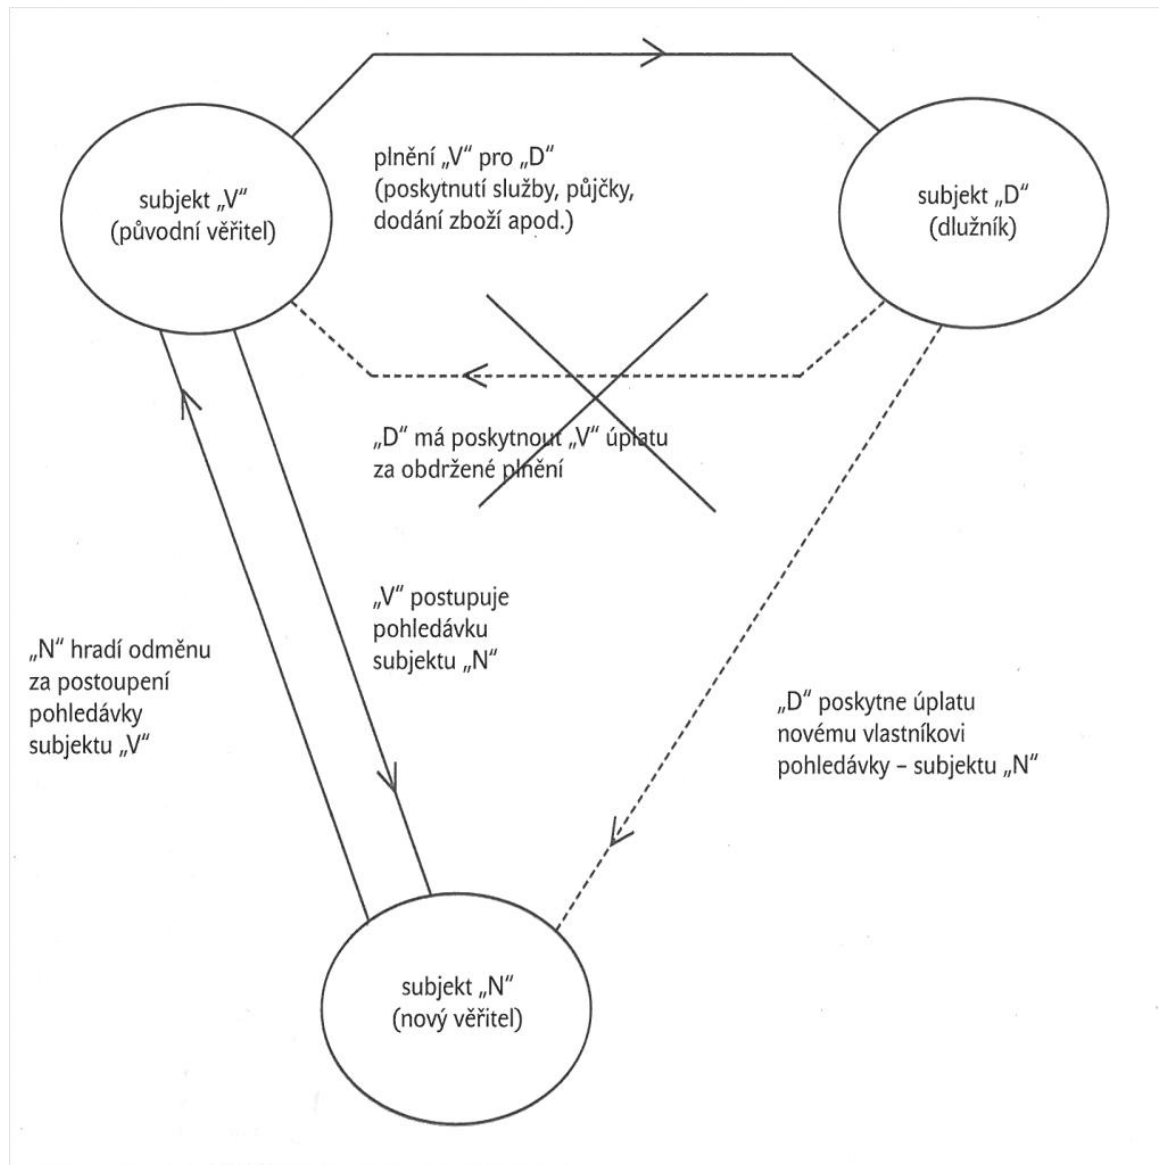 plnění „V“ pro „D“
(poskytnutí služby, půjčky,
dodání zboží apod.)
subjekt „V“
(původní věřitel)
subjekt „D“
(dlužník)
„D“ má poskytnout „V“ úplatu
za obdržené plnění
„V“ postupuje
pohledávku
subjektu „N“
„N“ hradí odměnu
za postoupení
pohledávky
subjektu „V“
„D“ poskytne úplatu
novému vlastníkovi
pohledávky – subjektu „N“
subjekt „N“
(nový věřitel)